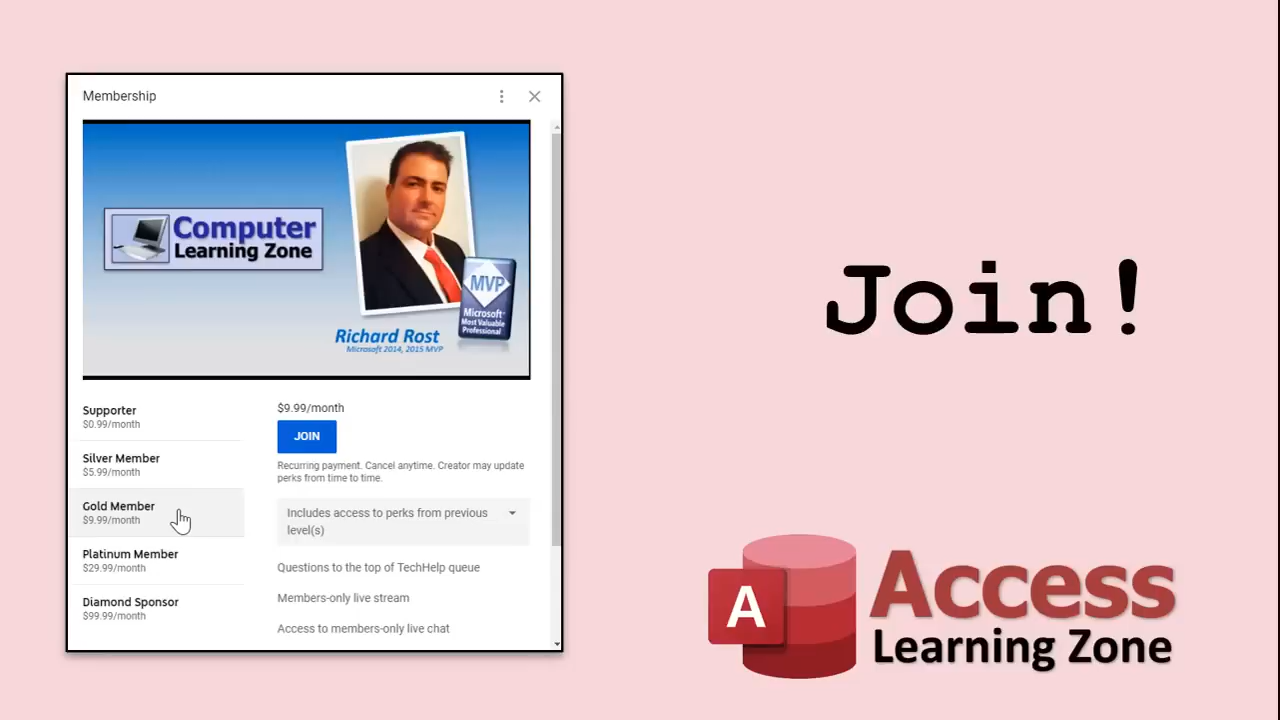 Membership
Computer
Learning Zone
MVP
Microsoft
Most Valuable
Professional
Richard Rost
Microsoft 2014, 2015 MVP
Supporter
$0.99/month
Silver Member
$5.99/month
Gold Member
$9.99/month
Platinum Member
$29.99/month
Diamond Sponsor
$99.99/month
$9.99/month
JOIN
Recurring payment. Cancel anytime. Creator may update
perks from time to time.
Includes access to perks from previous
level(s)
Questions to the top of TechHelp queue
Members-only live stream
Access to members-only live chat
Join!
A
Access
Learning Zone